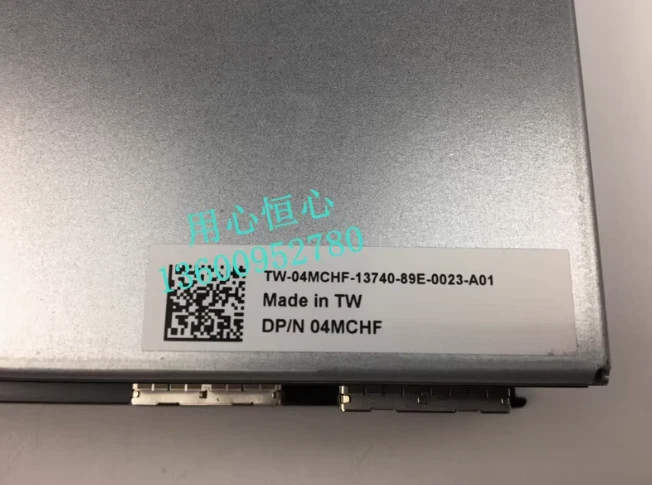 用心恒心
13600952780
TW-04MCHF-13740-89E-0023-A01
Made in TW
DP/N 04MCHF